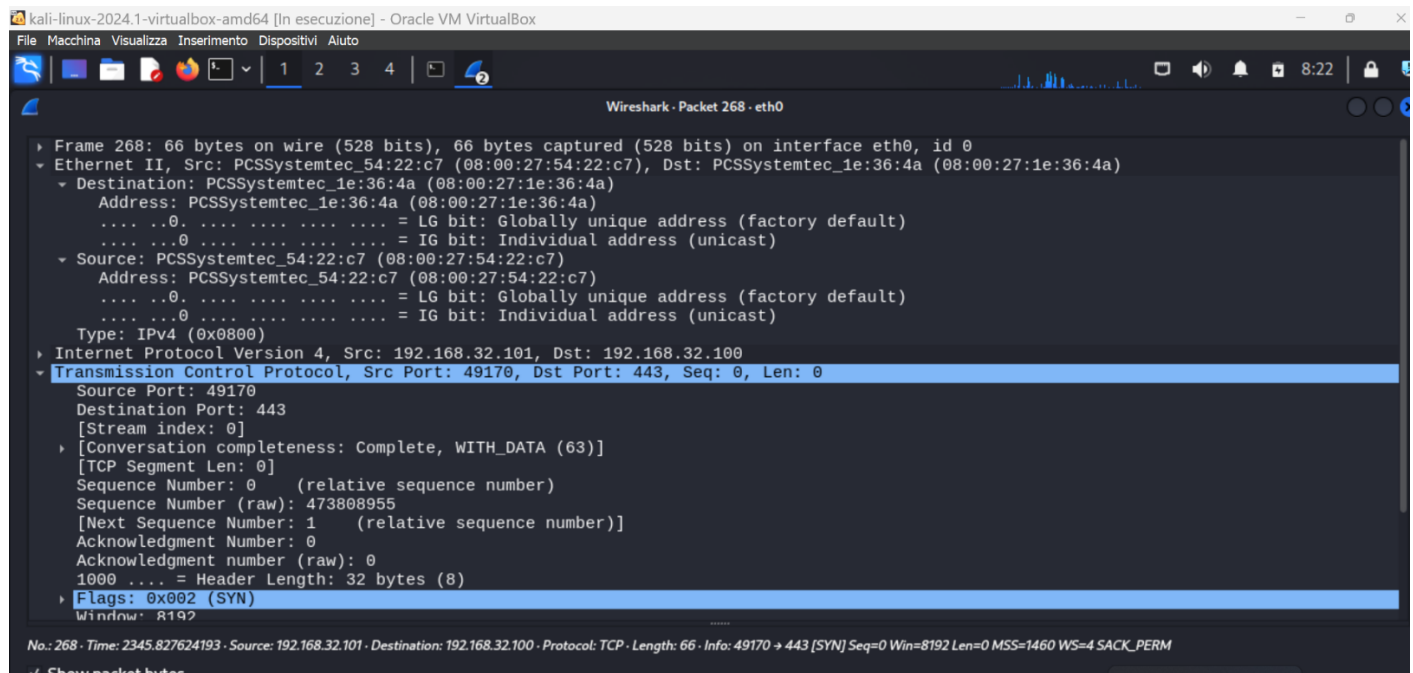 kali-linux-2024.1-virtualbox-amd64 [In esecuzione] - Oracle VM VirtualBox
File Macchina Visualizza Inserimento Dispositivi Aiuto
1 2 3 4 2 8:22
Wireshark · Packet 268 · eth0
Frame 268: 66 bytes on wire (528 bits), 66 bytes captured (528 bits) on interface eth0, id 0
Ethernet II, Src: PCSSystemtec_54:22:c7 (08:00:27:54:22:c7), Dst: PCSSystemtec_1e:36:4a (08:00:27:1e:36:4a)
Destination: PCSSystemtec_1e:36:4a (08:00:27:1e:36:4a)
Address: PCSSystemtec_1e:36:4a (08:00:27:1e:36:4a)
.... ..0. .... .... .... .... = LG bit: Globally unique address (factory default)
.... ...0 .... .... .... .... = IG bit: Individual address (unicast)
Source: PCSSystemtec_54:22:c7 (08:00:27:54:22:c7)
Address: PCSSystemtec_54:22:c7 (08:00:27:54:22:c7)
.... ..0. .... .... .... .... = LG bit: Globally unique address (factory default)
.... ...0 .... .... .... .... = IG bit: Individual address (unicast)
Type: IPv4 (0x0800)
Internet Protocol Version 4, Src: 192.168.32.101, Dst: 192.168.32.100
Transmission Control Protocol, Src Port: 49170, Dst Port: 443, Seq: 0, Len: 0
Source Port: 49170
Destination Port: 443
[Stream index: 0]
[Conversation completeness: Complete, WITH_DATA (63)]
[TCP Segment Len: 0]
Sequence Number: 0 (relative sequence number)
Sequence Number (raw): 473808955
[Next Sequence Number: 1 (relative sequence number)]
Acknowledgment Number: 0
Acknowledgment number (raw): 0
1000 .... = Header Length: 32 bytes (8)
Flags: 0x002 (SYN)
Window: 8192
No.: 268 · Time: 2345.827624193 · Source: 192.168.32.101 · Destination: 192.168.32.100 · Protocol: TCP · Length: 66 · Info: 49170 → 443 [SYN] Seq=0 Win=8192 Len=0 MSS=1460 WS=4 SACK_PERM
Show packet bytes